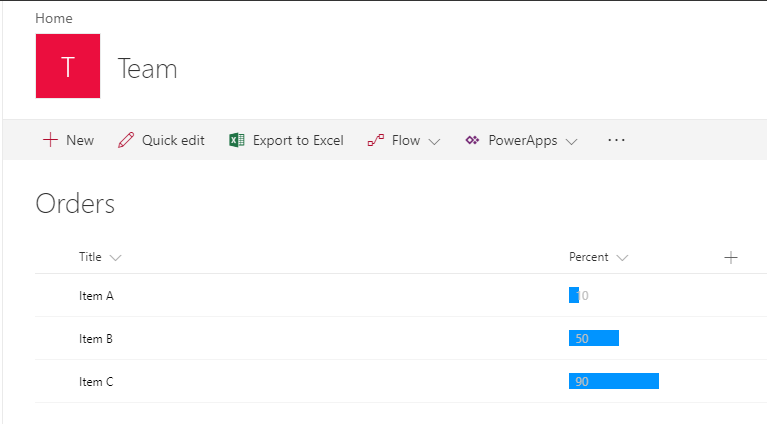 Home
T Team
New Quick edit Export to Excel Flow PowerApps ...
Orders
Title Percent
Item A 10
Item B 50
Item C 90